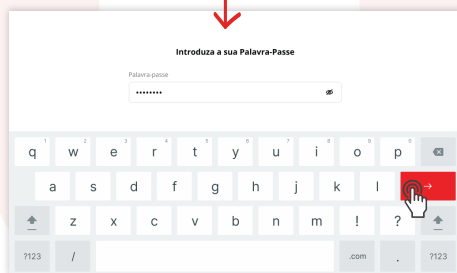 Introduza a sua Palavra-Passe
Palavra-passe
••••••••
q 1 w 2 e 3 r 4 t 5 y 6 u 7 i 8 o 9 p 0
a s d f g h j k l
z x c v b n m ! ?
?123 / .com . ?123